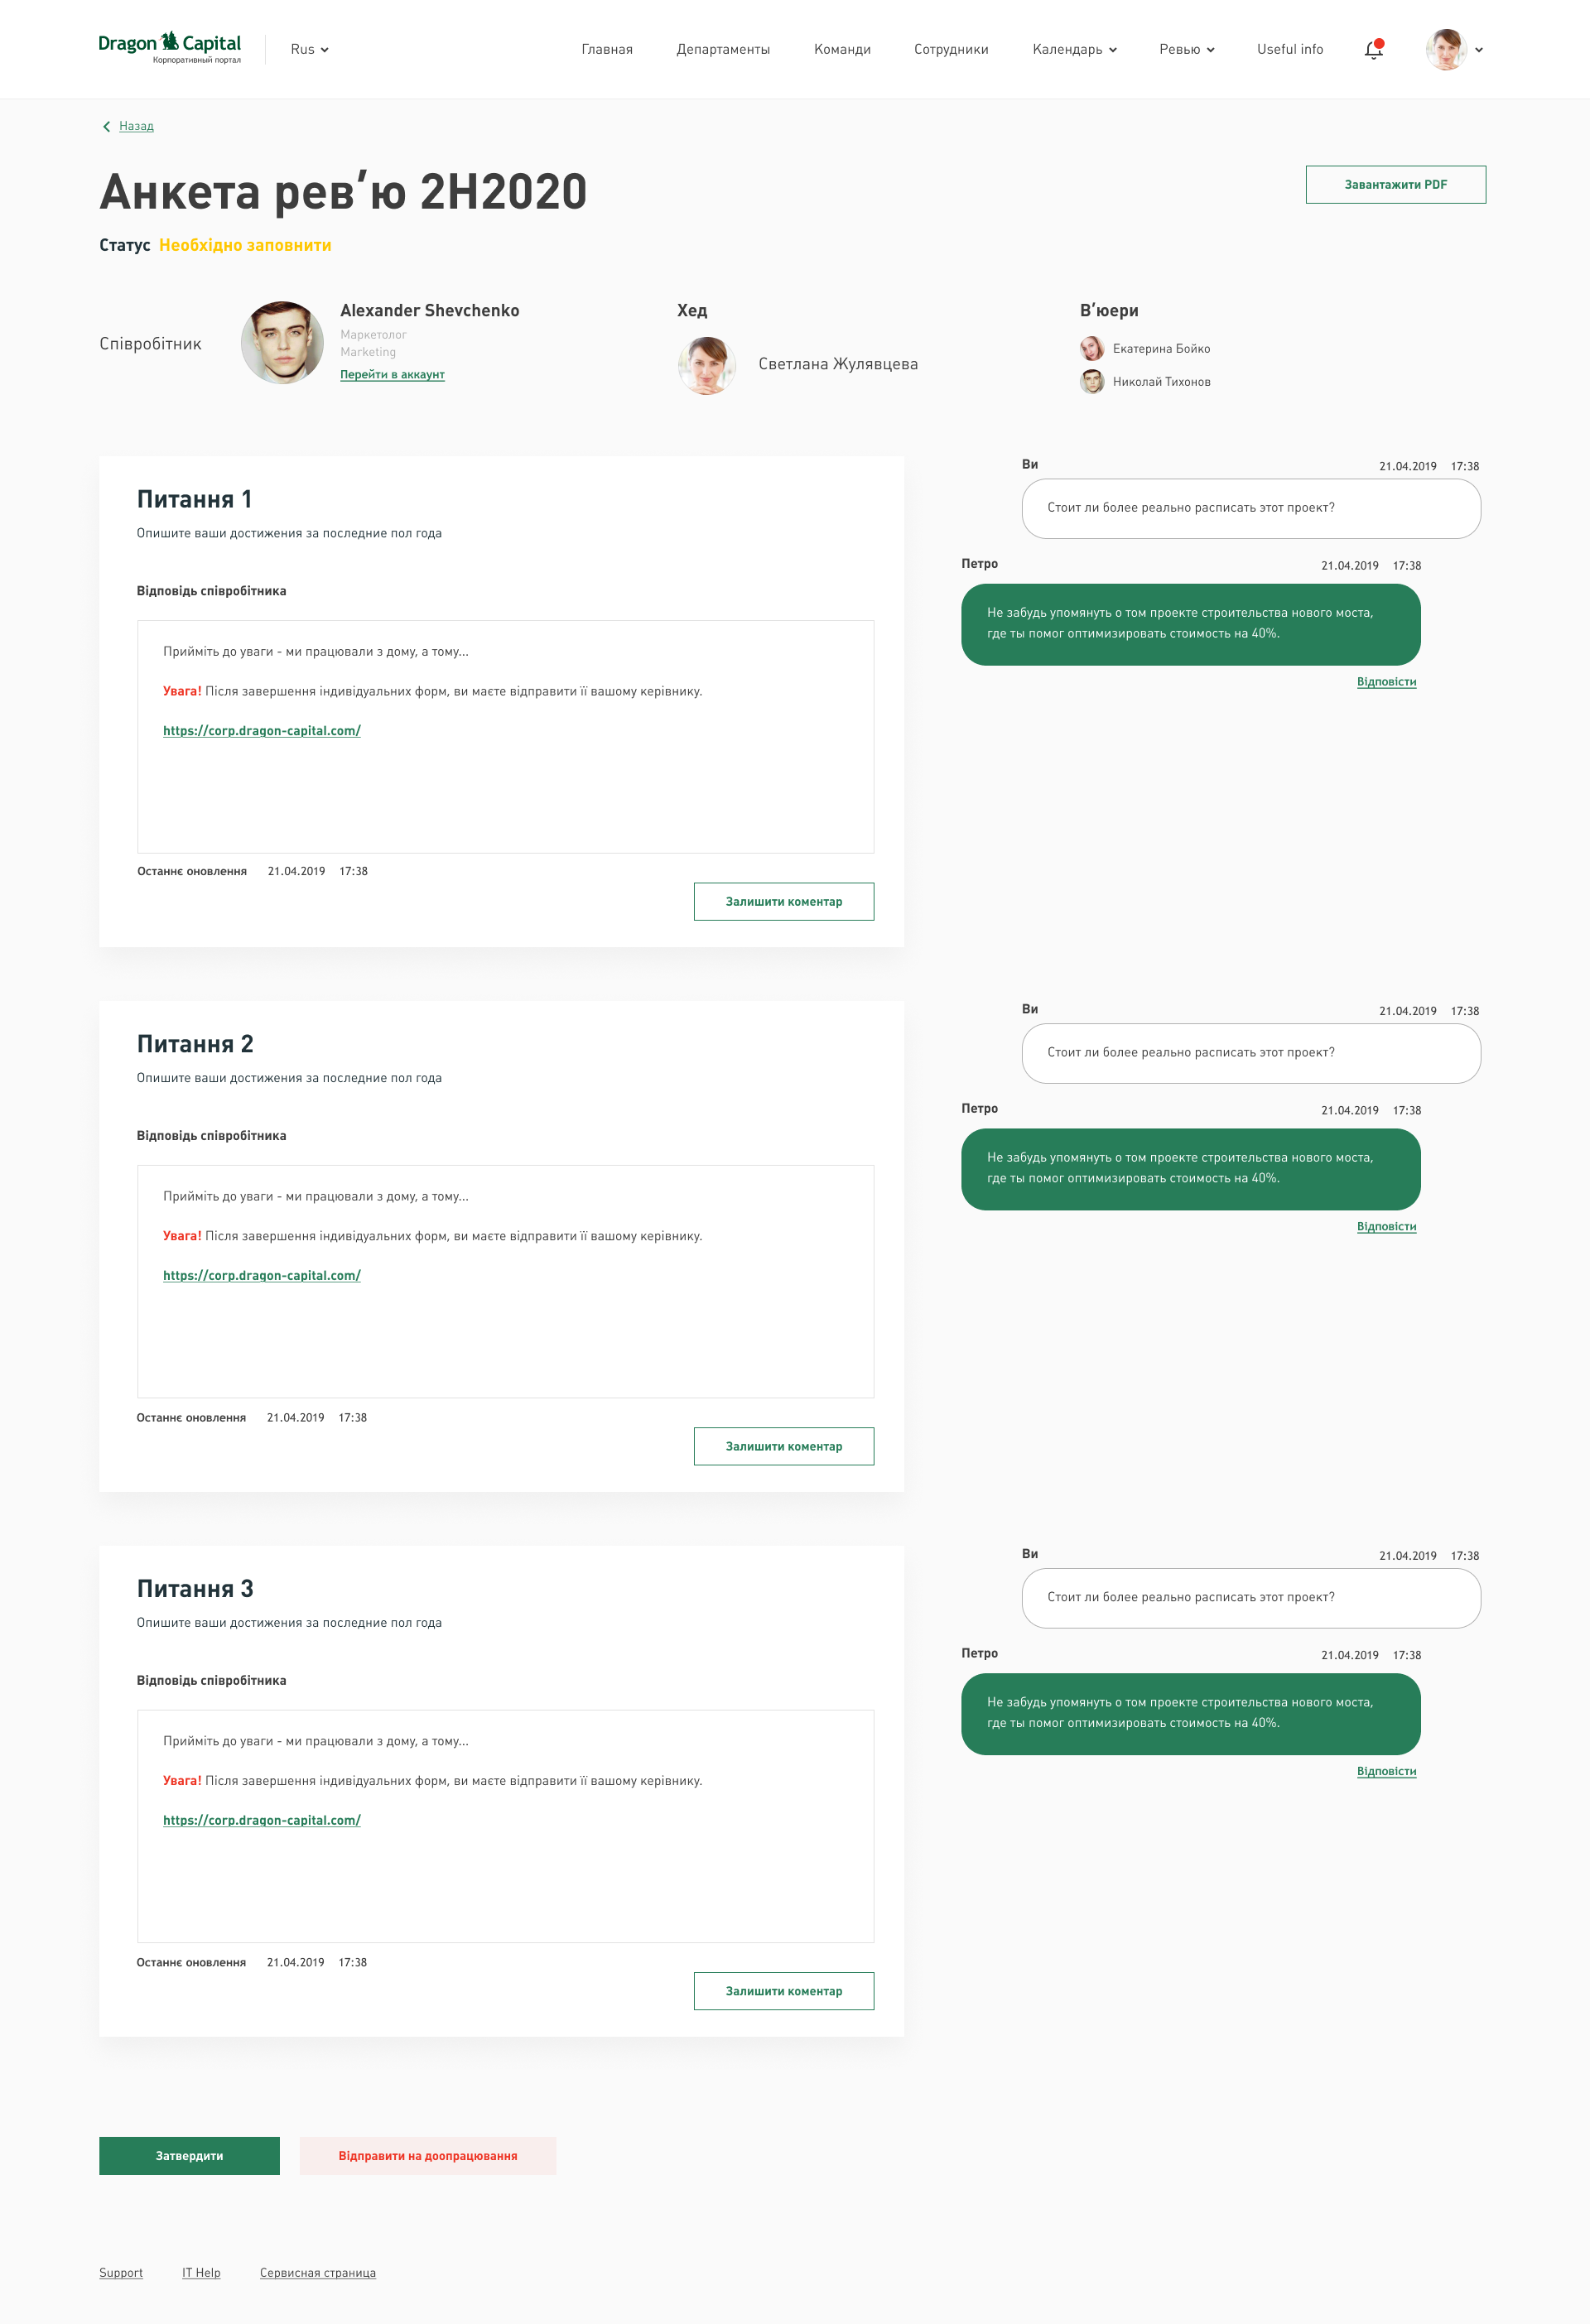 Dragon Capital
Корпоративный портал
Rus
Главная
Департаменты
Команди
Сотрудники
Календарь
Ревью
Useful info
Назад
Анкета рев’ю 2H2020
Завантажити PDF
Статус Необхідно заповнити
Співробітник
Alexander Shevchenko
Маркетолог
Marketing
Перейти в аккаунт
Хед
Светлана Жулявцева
В’юери
Екатерина Бойко
Николай Тихонов
Питання 1
Опишите ваши достижения за последние пол года
Відповідь співробітника
Прийміть до уваги - ми працювали з дому, а тому...
Увага! Після завершення індивідуальних форм, ви маєте відправити її вашому керівнику.
https://corp.dragon-capital.com/
Останнє оновлення 21.04.2019 17:38
Залишити коментар
Ви 21.04.2019 17:38
Стоит ли более реально расписать этот проект?
Петро 21.04.2019 17:38
Не забудь упомянуть о том проекте строительства нового моста,
где ты помог оптимизировать стоимость на 40%.
Відповісти
Питання 2
Опишите ваши достижения за последние пол года
Відповідь співробітника
Прийміть до уваги - ми працювали з дому, а тому...
Увага! Після завершення індивідуальних форм, ви маєте відправити її вашому керівнику.
https://corp.dragon-capital.com/
Останнє оновлення 21.04.2019 17:38
Залишити коментар
Ви 21.04.2019 17:38
Стоит ли более реально расписать этот проект?
Петро 21.04.2019 17:38
Не забудь упомянуть о том проекте строительства нового моста,
где ты помог оптимизировать стоимость на 40%.
Відповісти
Питання 3
Опишите ваши достижения за последние пол года
Відповідь співробітника
Прийміть до уваги - ми працювали з дому, а тому...
Увага! Після завершення індивідуальних форм, ви маєте відправити її вашому керівнику.
https://corp.dragon-capital.com/
Останнє оновлення 21.04.2019 17:38
Залишити коментар
Ви 21.04.2019 17:38
Стоит ли более реально расписать этот проект?
Петро 21.04.2019 17:38
Не забудь упомянуть о том проекте строительства нового моста,
где ты помог оптимизировать стоимость на 40%.
Відповісти
Затвердити
Відправити на доопрацювання
Support
IT Help
Сервисная страница